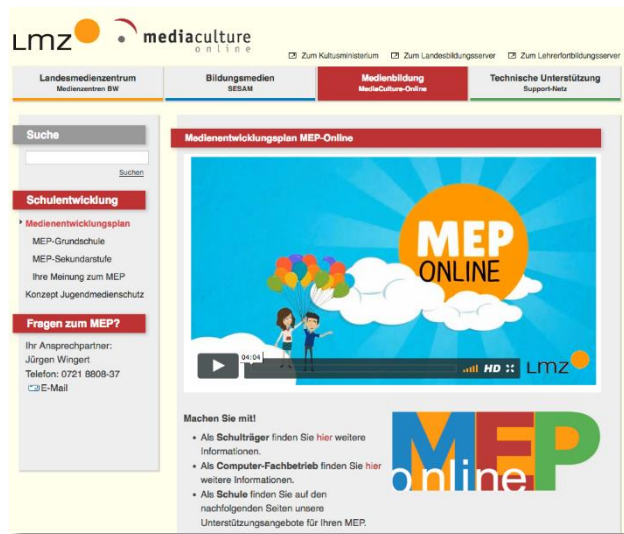 Lmz
mediaculture
online
Zum Kultusministerium Zum Landesbildungsserver Zum Lehrerfortbildungsserver
Landesmedienzentrum
Medienzentren BW
Bildungsmedien
SESAM
Medienbildung
MediaCulture-Online
Technische Unterstützung
Support-Netz
Suche
Suchen
Schulentwicklung
Medienentwicklungsplan
MEP-Grundschule
MEP-Sekundarstufe
Ihre Meinung zum MEP
Konzept Jugendmedienschutz
Fragen zum MEP?
Ihr Ansprechpartner:
Jürgen Wingert
Telefon: 0721 8808-37
E-Mail
Medienentwicklungsplan MEP-Online
MEP
ONLINE
04:04
HD
Lmz
Machen Sie mit!
• Als Schulträger finden Sie hier weitere
Informationen.
• Als Computer-Fachbetrieb finden Sie hier
weitere Informationen.
• Als Schule finden Sie auf den
nachfolgenden Seiten unsere
Unterstützungsangebote für Ihren MEP.
MEP
online